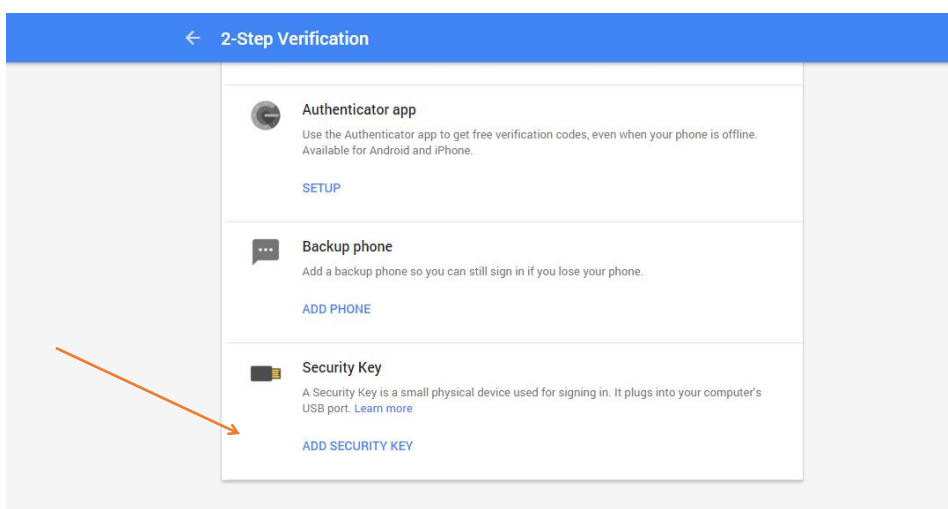 2-Step Verification
Authenticator app
Use the Authenticator app to get free verification codes, even when your phone is offline.
Available for Android and iPhone.
SETUP
Backup phone
Add a backup phone so you can still sign in if you lose your phone.
ADD PHONE
Security Key
A Security Key is a small physical device used for signing in. It plugs into your computer's
USB port. Learn more
ADD SECURITY KEY